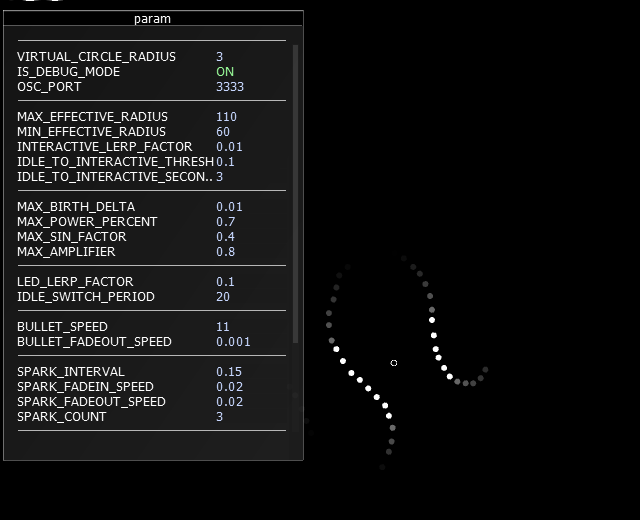 param
VIRTUAL_CIRCLE_RADIUS 3
IS_DEBUG_MODE ON
OSC_PORT 3333
MAX_EFFECTIVE_RADIUS 110
MIN_EFFECTIVE_RADIUS 60
INTERACTIVE_LERP_FACTOR 0.01
IDLE_TO_INTERACTIVE_THRESH 0.1
IDLE_TO_INTERACTIVE_SECON.. 3
MAX_BIRTH_DELTA 0.01
MAX_POWER_PERCENT 0.7
MAX_SIN_FACTOR 0.4
MAX_AMPLIFIER 0.8
LED_LERP_FACTOR 0.1
IDLE_SWITCH_PERIOD 20
BULLET_SPEED 11
BULLET_FADEOUT_SPEED 0.001
SPARK_INTERVAL 0.15
SPARK_FADEIN_SPEED 0.02
SPARK_FADEOUT_SPEED 0.02
SPARK_COUNT 3